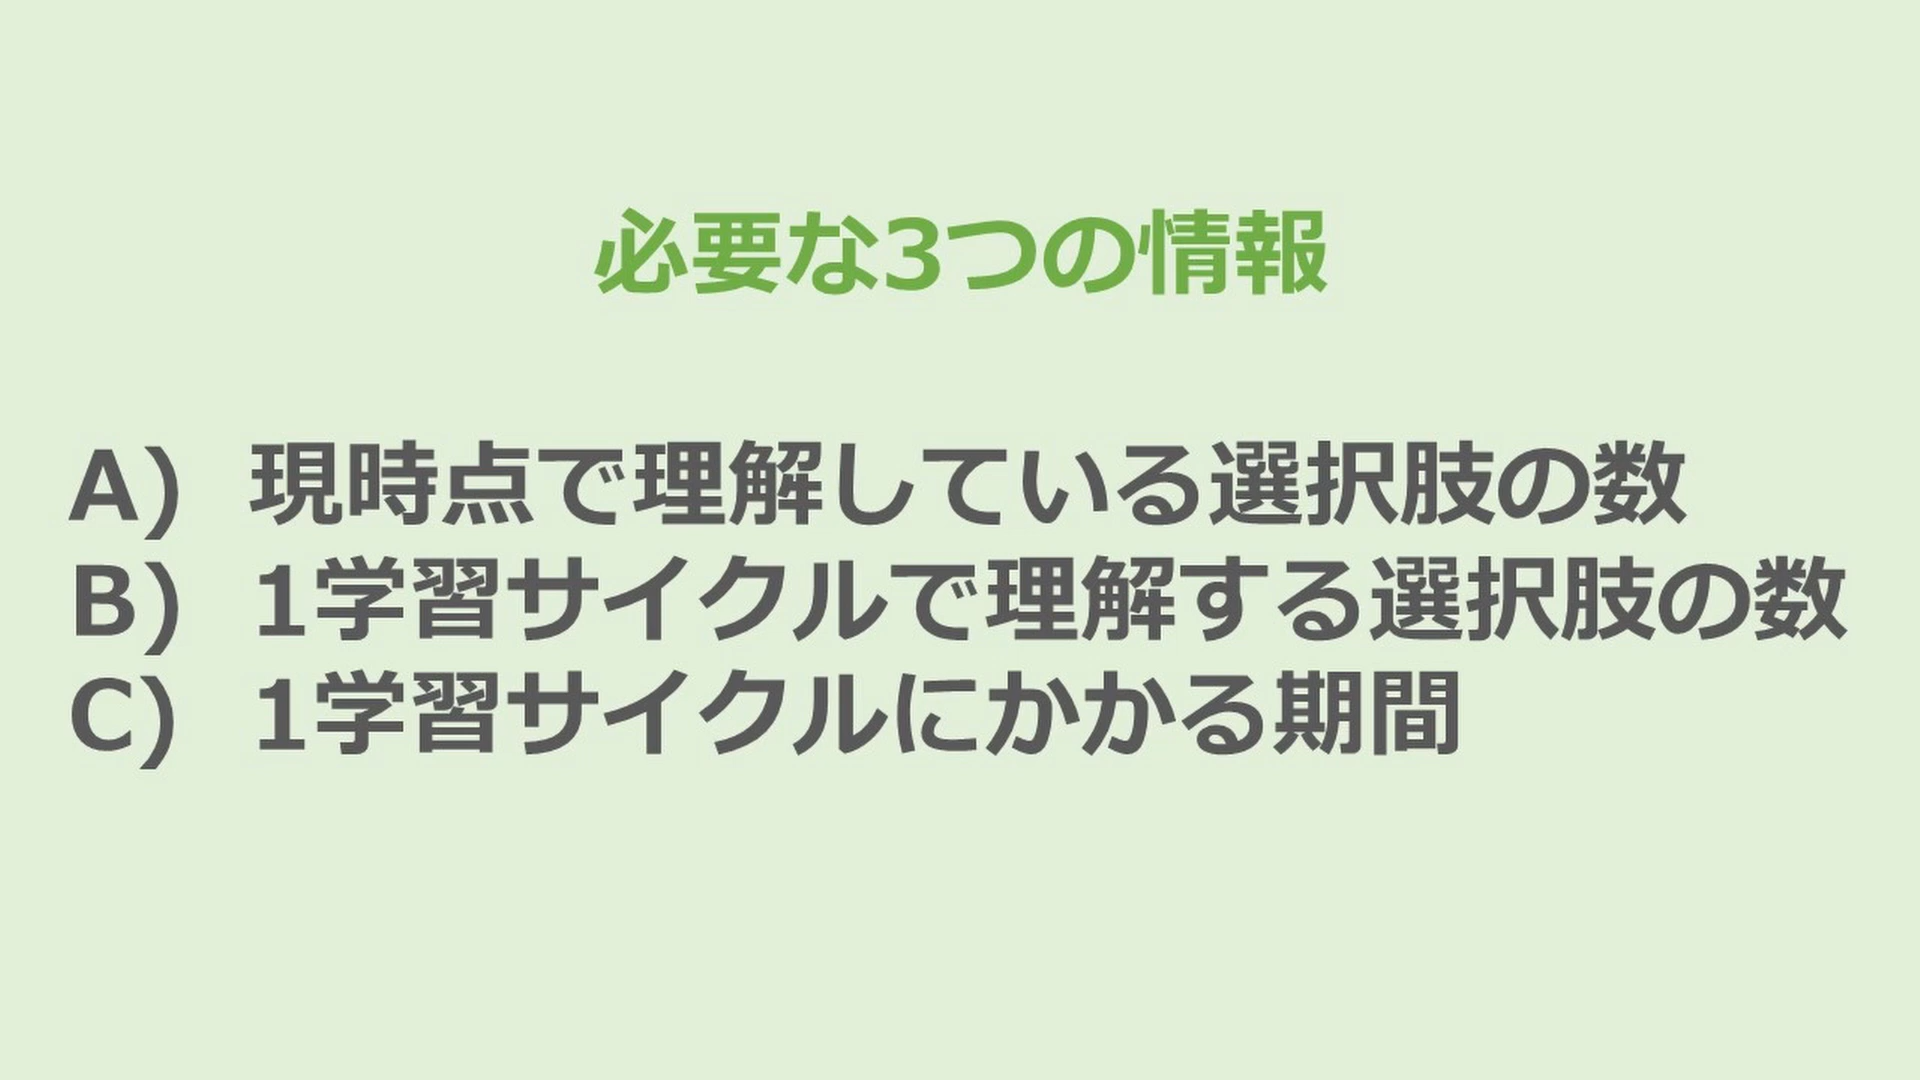 必要な3つの情報
A) 現時点で理解している選択肢の数
B) 1学習サイクルで理解する選択肢の数
C) 1学習サイクルにかかる期間